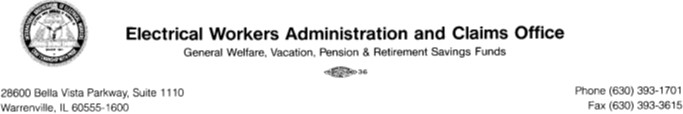 Electrical Workers Administration and Claims Office
General Welfare, Vacation, Pension & Retirement Savings Funds
36
28600 Bella Vista Parkway, Suite 1110
Phone (630) 393-1701
Warrenville, IL 60555-1600
Fax (630) 393-3615